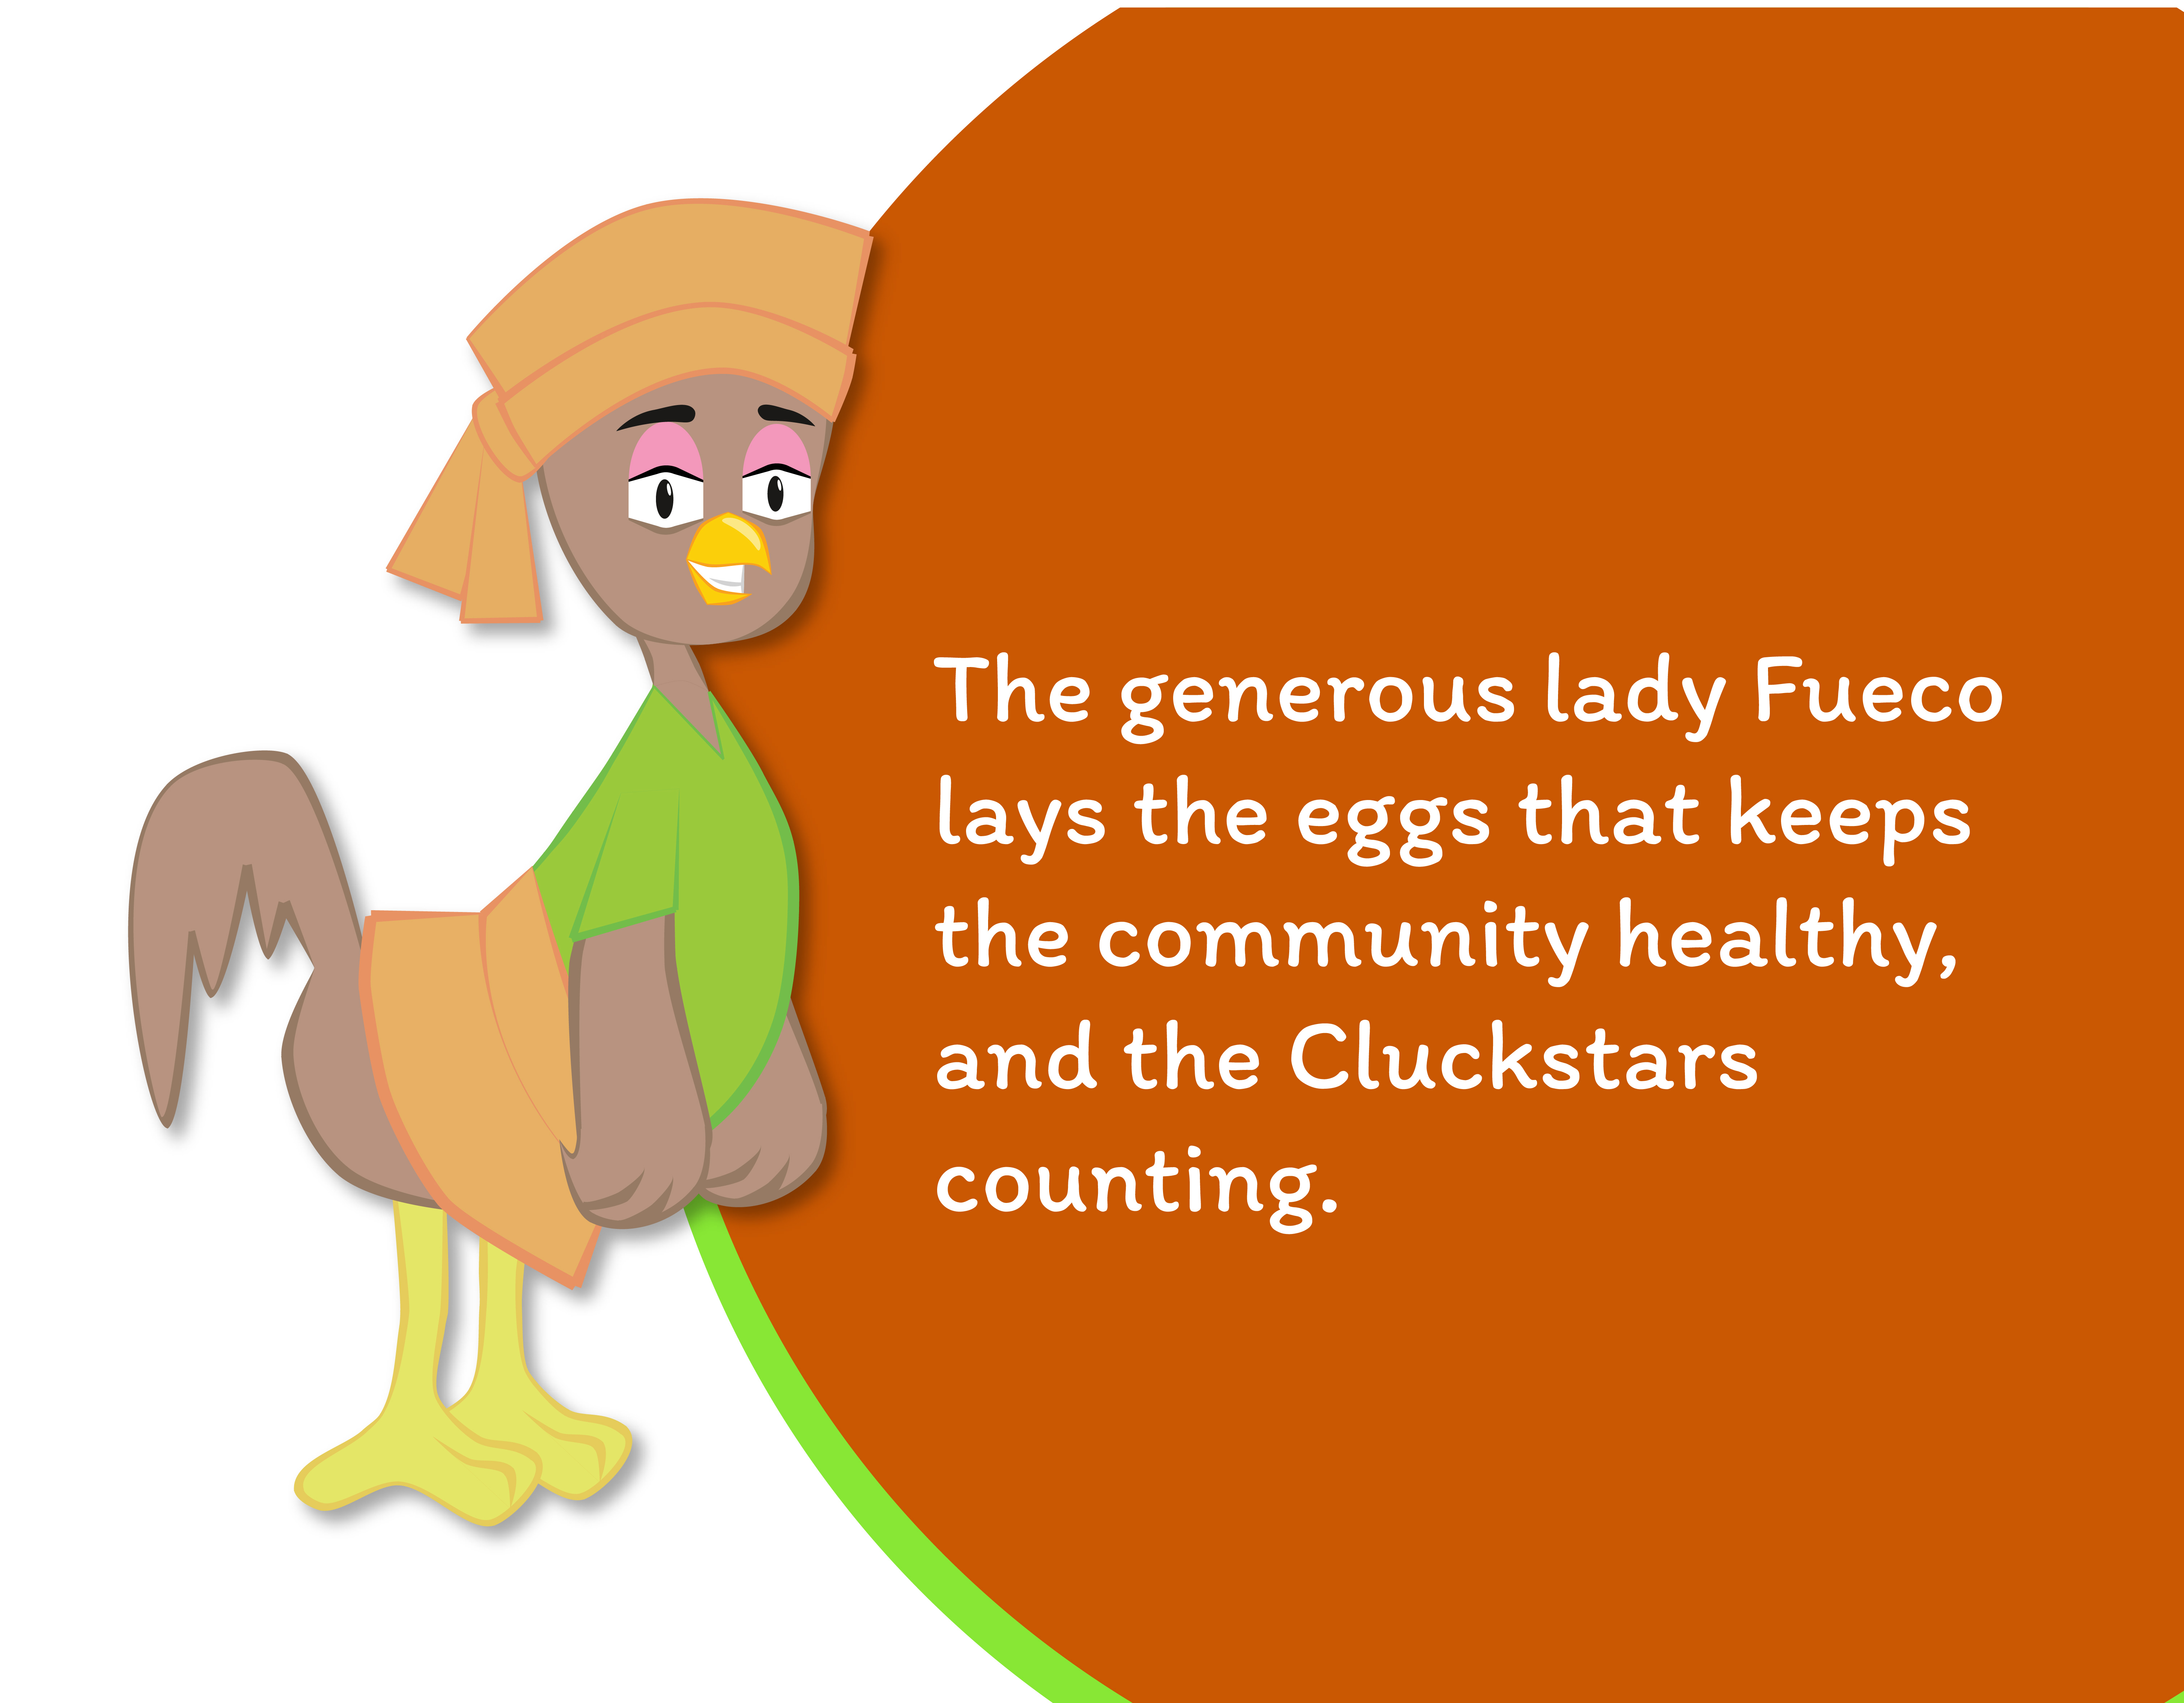 The generous lady Fueco
lays the eggs that keeps
the community healthy,
and the Cluckstars
counting.